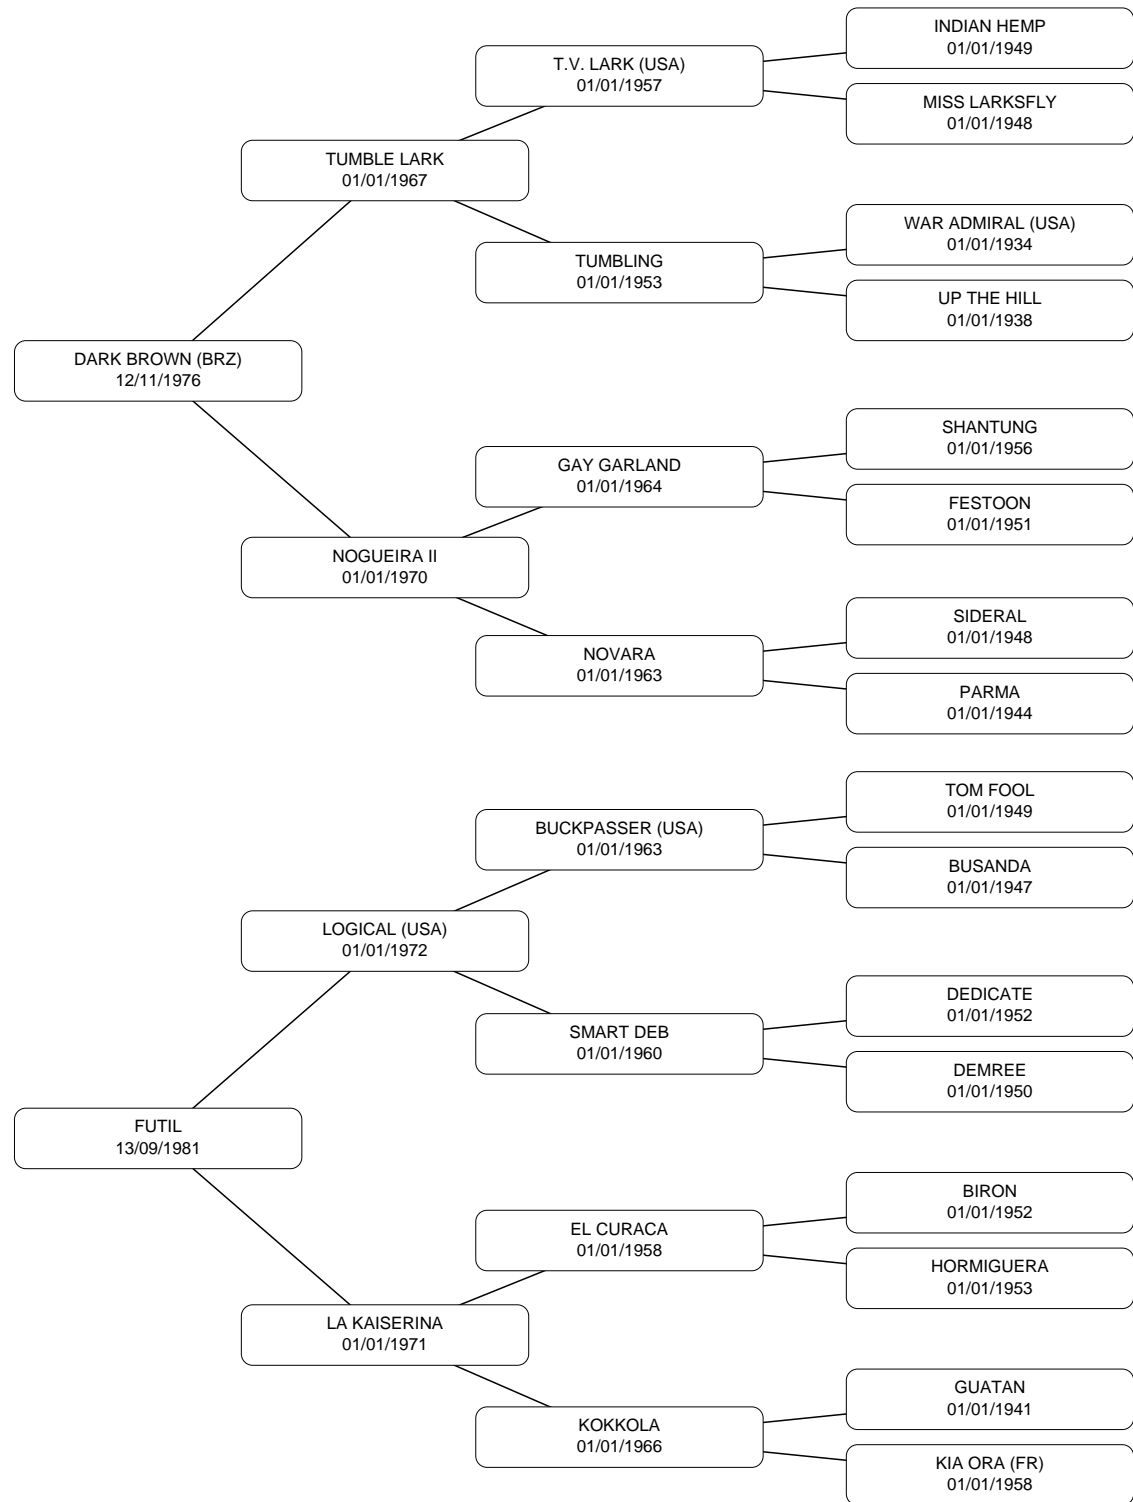 INDIAN HEMP
01/01/1949
T.V. LARK (USA)
01/01/1957
MISS LARKSFLY
01/01/1948
TUMBLE LARK
01/01/1967
WAR ADMIRAL (USA)
01/01/1934
TUMBLING
01/01/1953
UP THE HILL
01/01/1938
DARK BROWN (BRZ)
12/11/1976
SHANTUNG
01/01/1956
GAY GARLAND
01/01/1964
FESTOON
01/01/1951
NOGUEIRA II
01/01/1970
SIDERAL
01/01/1948
NOVARA
01/01/1963
PARMA
01/01/1944
TOM FOOL
01/01/1949
BUCKPASSER (USA)
01/01/1963
BUSANDA
01/01/1947
LOGICAL (USA)
01/01/1972
DEDICATE
01/01/1952
SMART DEB
01/01/1960
DEMREE
01/01/1950
FUTIL
13/09/1981
BIRON
01/01/1952
EL CURACA
01/01/1958
HORMIGUERA
01/01/1953
LA KAISERINA
01/01/1971
GUATAN
01/01/1941
KOKKOLA
01/01/1966
KIA ORA (FR)
01/01/1958